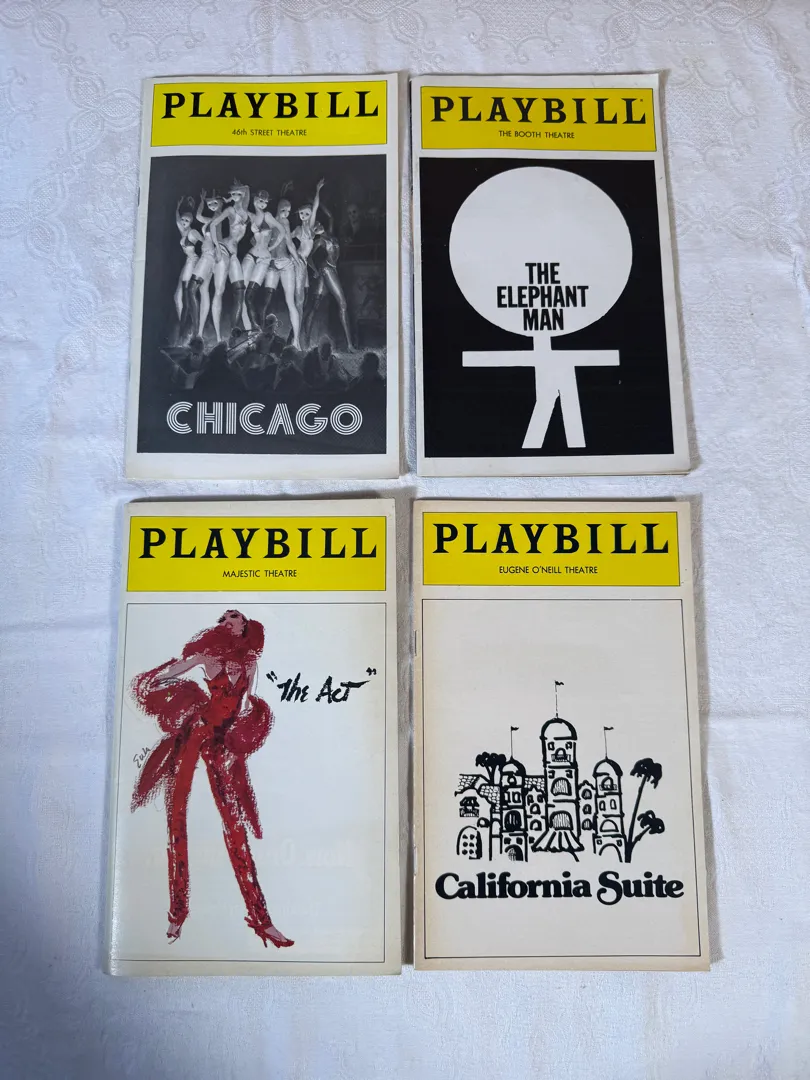 PLAYBILL
46th STREET THEATRE
CHICAGO
PLAYBILL
THE BOOTH THEATRE
THE
ELEPHANT
MAN
PLAYBILL
MAJESTIC THEATRE
"The Act"
PLAYBILL
EUGENE O'NEILL THEATRE
California Suite